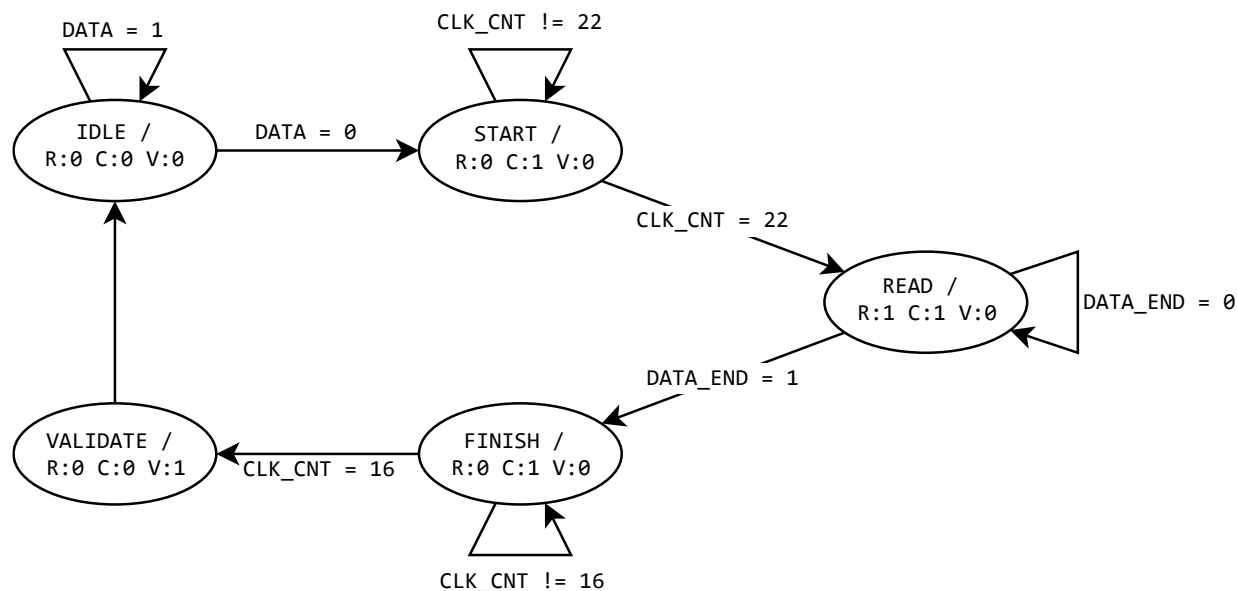 DATA = 1
CLK_CNT != 22
IDLE /
R:0 C:0 V:0
DATA = 0
START /
R:0 C:1 V:0
CLK_CNT = 22
READ /
R:1 C:1 V:0
DATA_END = 0
DATA_END = 1
VALIDATE /
R:0 C:0 V:1
CLK_CNT = 16
FINISH /
R:0 C:1 V:0
CLK_CNT != 16